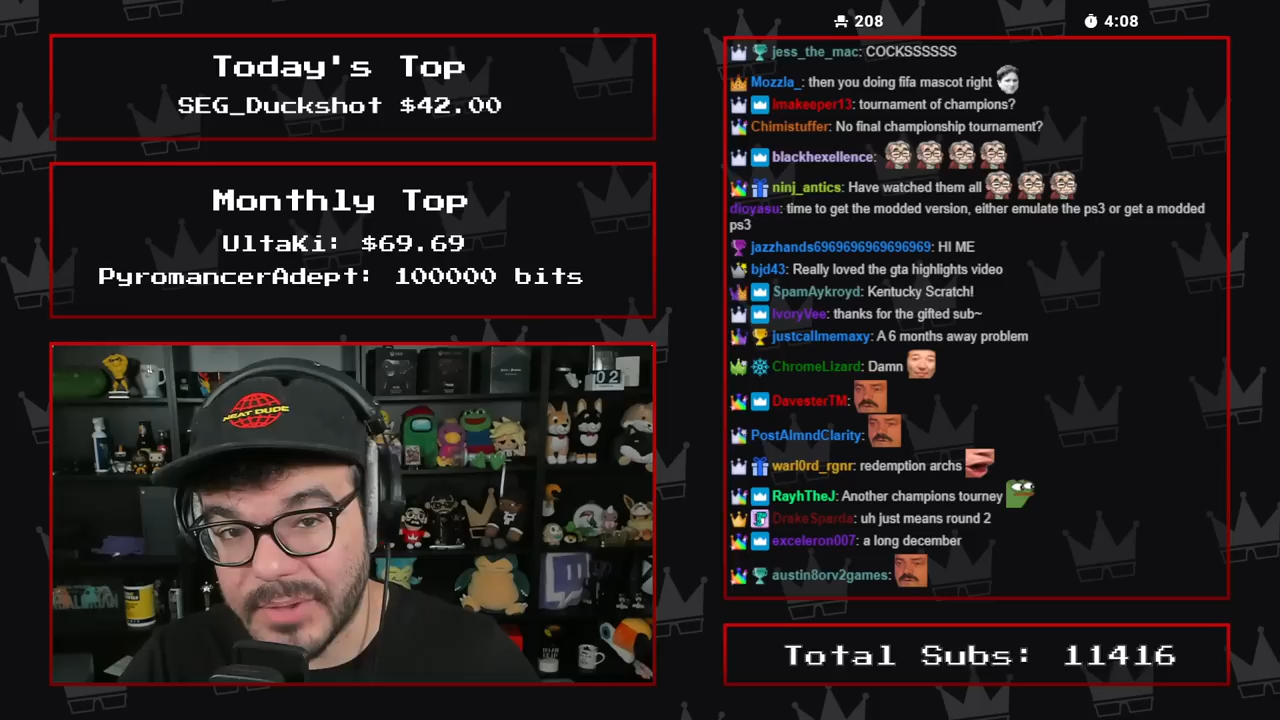 208
4:08
Today's Top
SEG_Duckshot $42.00
Monthly Top
UltaKi: $69.69
PyromancerAdept: 100000 bits
NEAT DUDE
02
jess_the_mac: COCKSSSSSS
Mozzla_: then you doing fifa mascot right
Imakeeper13: tournament of champions?
Chimistuffer: No final championship tournament?
blackhexellence:
ninj_antics: Have watched them all
dioyasu: time to get the modded version, either emulate the ps3 or get a modded
ps3
jazzhands6969696969696969: HI ME
bjd43: Really loved the gta highlights video
SpamAykroyd: Kentucky Scratch!
IvoryVee: thanks for the gifted sub~
justcallmemaxy: A 6 months away problem
ChromeLIzard: Damn
DavesterTM:
PostAlmndClarity:
warl0rd_rgnr: redemption archs
RayhTheJ: Another champions tourney
DrakeSparda: uh just means round 2
exceleron007: a long december
austin8orv2games:
Total Subs: 11416